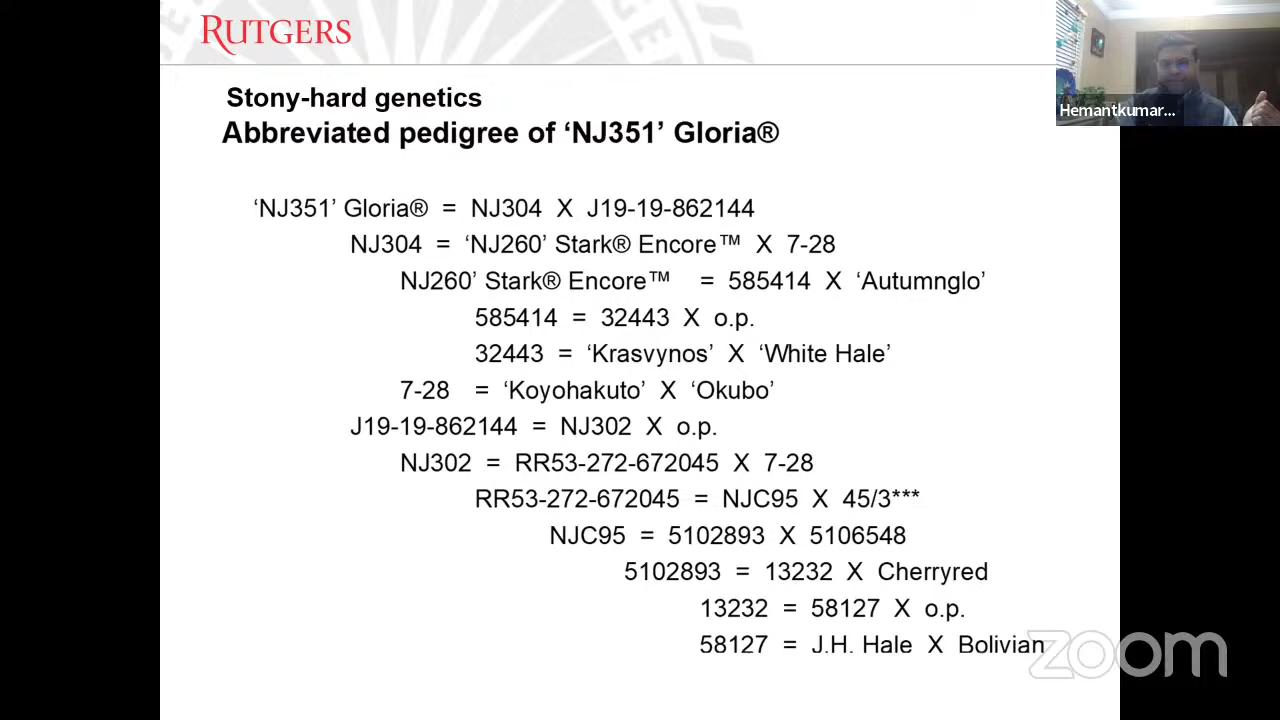 RUTGERS
Hemantkumar...
Stony-hard genetics
Abbreviated pedigree of ‘NJ351’ Gloria®
‘NJ351’ Gloria® = NJ304 X J19-19-862144
NJ304 = ‘NJ260’ Stark® Encore™ X 7-28
NJ260’ Stark® Encore™ = 585414 X ‘Autumnglo’
585414 = 32443 X o.p.
32443 = ‘Krasvynos’ X ‘White Hale’
7-28 = ‘Koyohakuto’ X ‘Okubo’
J19-19-862144 = NJ302 X o.p.
NJ302 = RR53-272-672045 X 7-28
RR53-272-672045 = NJC95 X 45/3***
NJC95 = 5102893 X 5106548
5102893 = 13232 X Cherryred
13232 = 58127 X o.p.
58127 = J.H. Hale X Bolivian
zoom